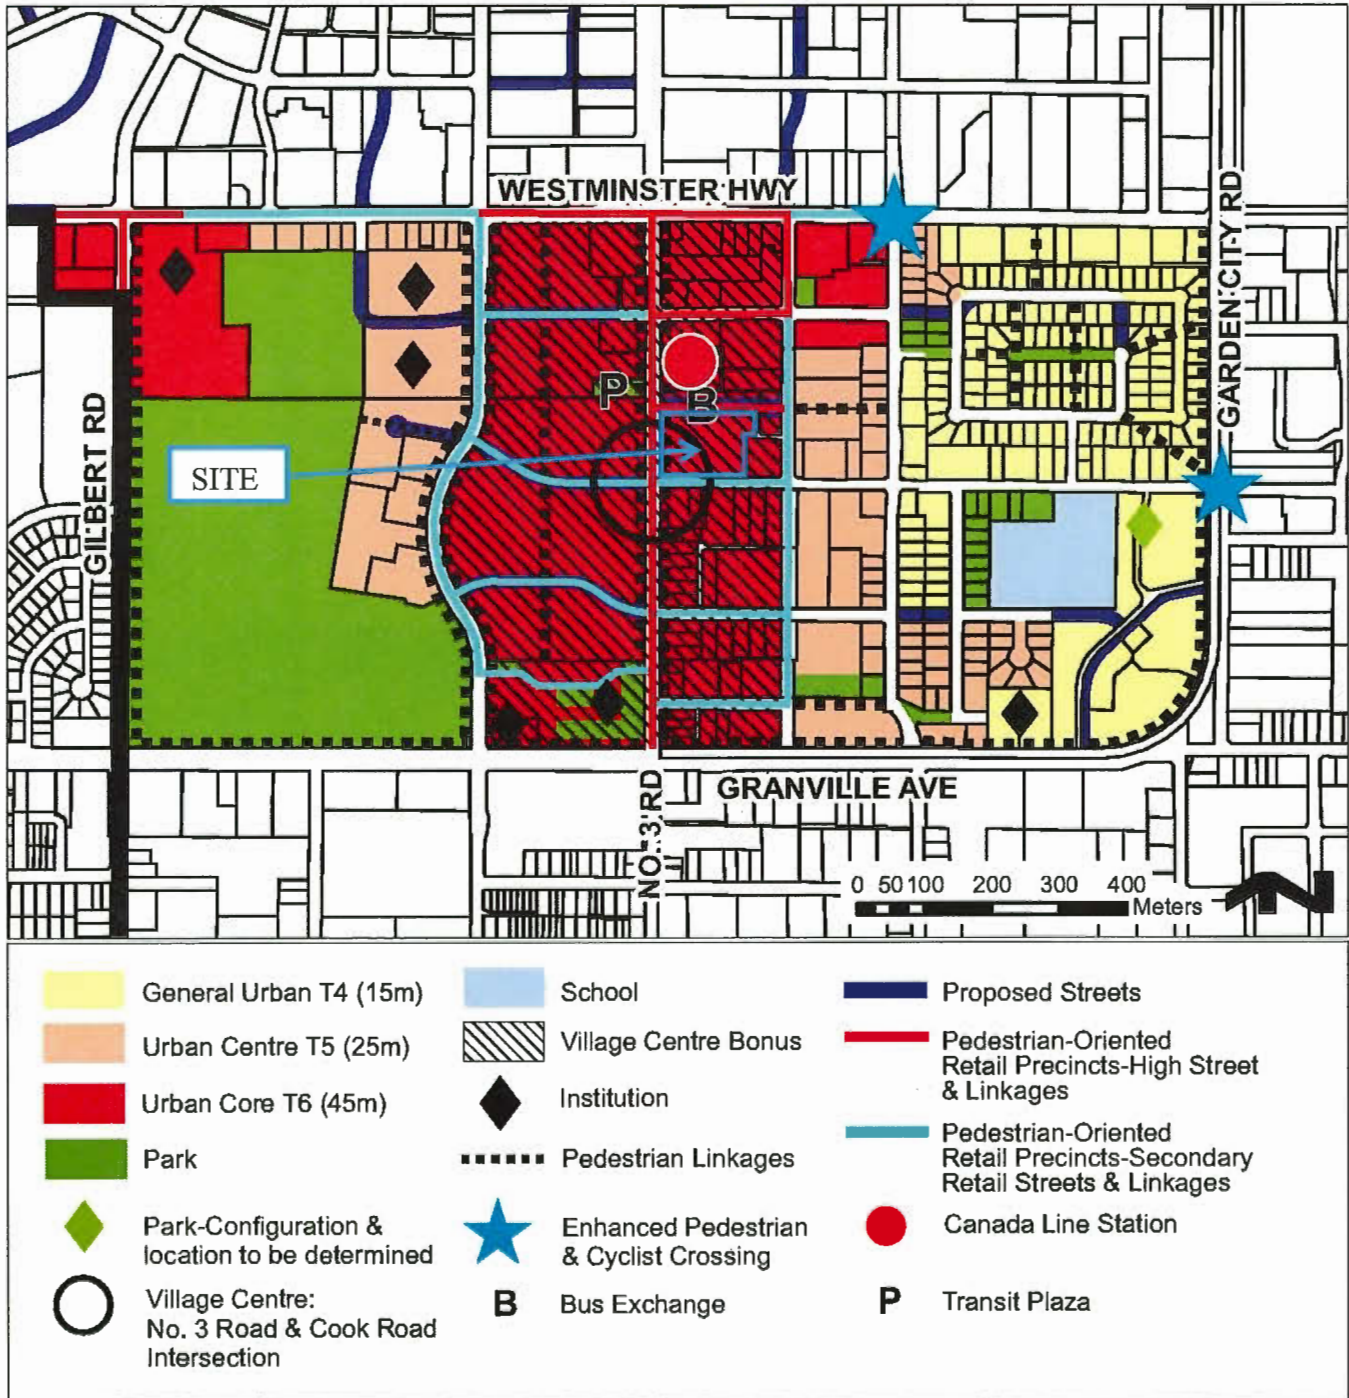 WESTMINSTER HWY
GARDEN CITY RD
P
B
GILBERT RD
SITE
NO. 3 RD
GRANVILLE AVE
0 50 100 200 300 400
Meters
General Urban T4 (15m)
Urban Centre T5 (25m)
Urban Core T6 (45m)
Park
Park-Configuration &
location to be determined
Village Centre:
No. 3 Road & Cook Road
Intersection
School
Village Centre Bonus
Institution
Pedestrian Linkages
Enhanced Pedestrian
& Cyclist Crossing
B Bus Exchange
Proposed Streets
Pedestrian-Oriented
Retail Precincts-High Street
& Linkages
Pedestrian-Oriented
Retail Precincts-Secondary
Retail Streets & Linkages
Canada Line Station
P Transit Plaza